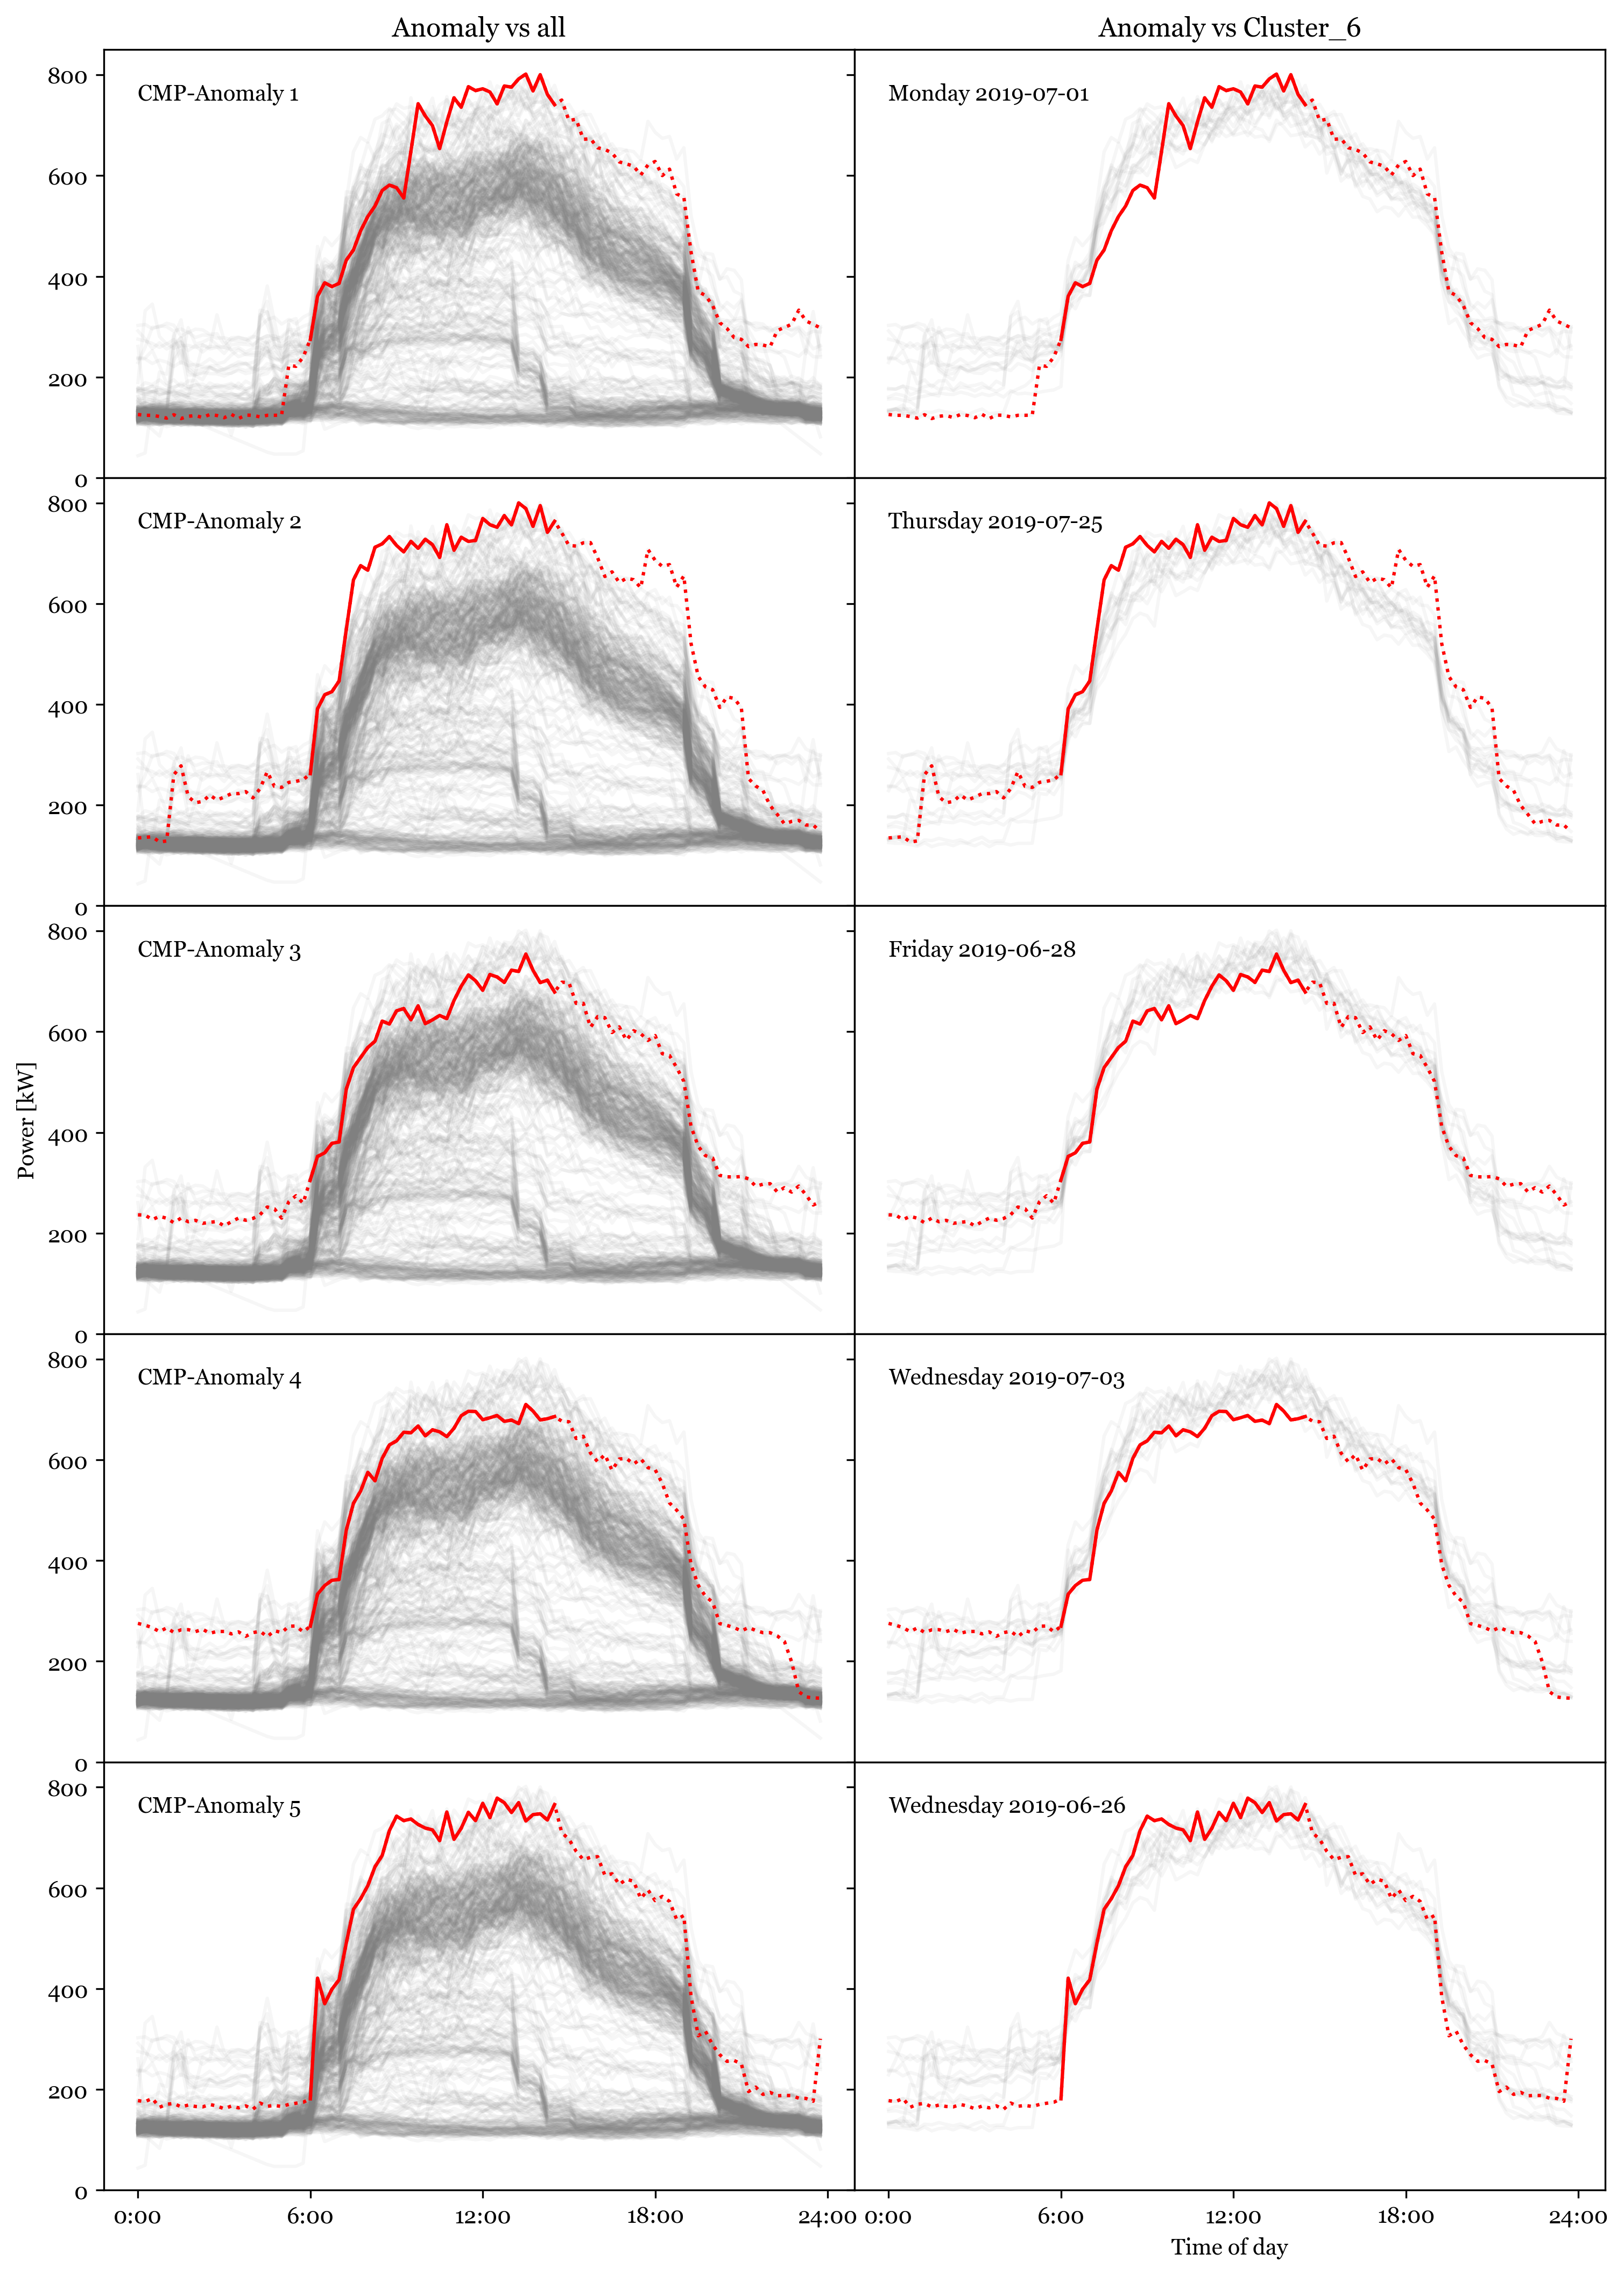 Anomaly vs all
Anomaly vs Cluster_6
800
600
400
200
0
CMP-Anomaly 1
Monday 2019-07-01
800
600
400
200
0
CMP-Anomaly 2
Thursday 2019-07-25
800
600
400
200
0
CMP-Anomaly 3
Friday 2019-06-28
Power [kW]
800
600
400
200
0
CMP-Anomaly 4
Wednesday 2019-07-03
800
600
400
200
0
CMP-Anomaly 5
Wednesday 2019-06-26
0:00 6:00 12:00 18:00 24:00
0:00 6:00 12:00 18:00 24:00
Time of day